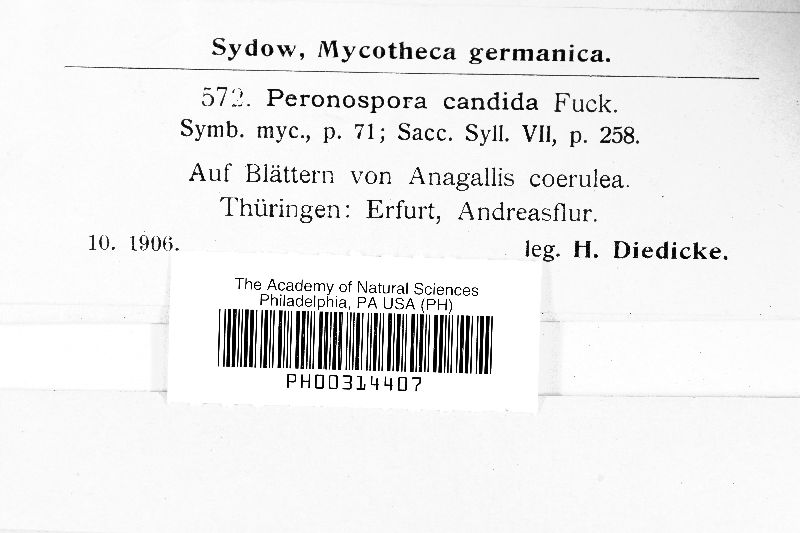 Sydow, Mycotheca germanica.
572. Peronospora candida Fuck.
Symb. myc., p. 71; Sacc. Syll. VII, p. 258.
Auf Blättern von Anagallis coerulea.
Thüringen: Erfurt, Andreasflur.
10. 1906. leg. H. Diedicke.
The Academy of Natural Sciences
Philadelphia, PA USA (PH)
PH00314407